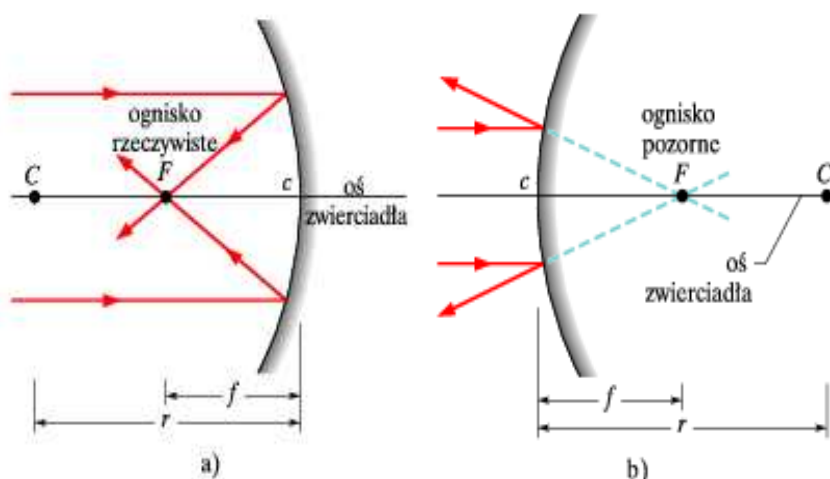 ognisko
rzeczywiste
C
F
c
oś
zwierciadła
f
r
a)
ognisko
pozorne
c
F
C
oś
zwierciadła
f
r
b)